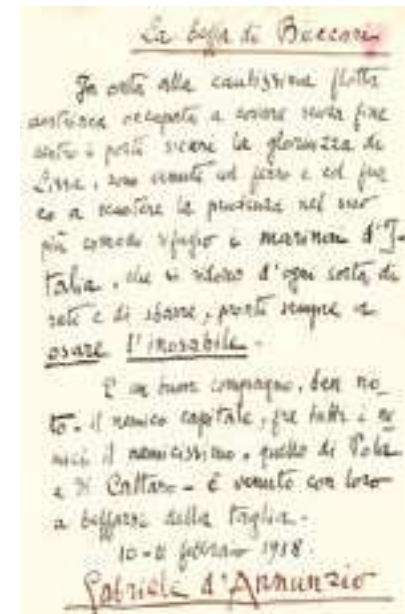 La beffa di Buccari
In onta alla cautissima flotta
austriaca occupata a covare senza fine
dentro i porti sicuri la gloriuzza di
Lissa, sono venuti col ferro e col fuo
co a scuotere la prudenza nel suo
più comodo rifugio i marinai d'I-
talia, che si ridono d'ogni sorta di
reti e di sbarre, pronti sempre a
osare l'inosabile.
E un buon compagno, ben no_
to - il nemico capitale, fra tutti i ne
mici il nemicissimo, quello di Pola
e di Cattaro - è venuto con loro
a beffarsi della taglia.
10-11 febbraio 1918.
Gabriele d'Annunzio